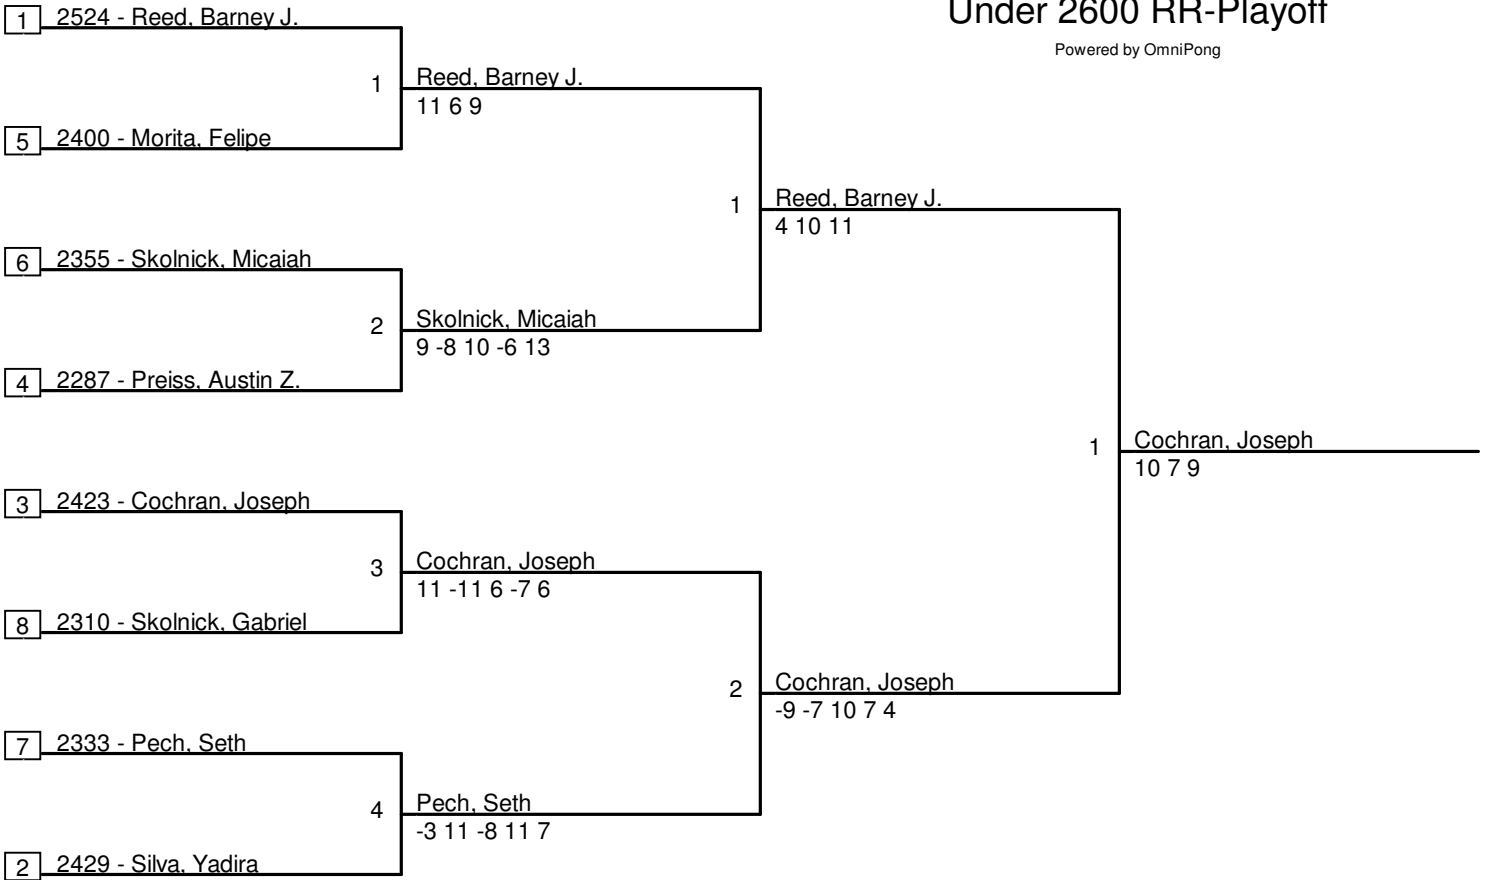 Under 2600 RR-Playoff
Powered by OmniPong
1 2524 - Reed, Barney J.
1 Reed, Barney J.
11 6 9
5 2400 - Morita, Felipe
1 Reed, Barney J.
4 10 11
6 2355 - Skolnick, Micaiah
2 Skolnick, Micaiah
9 -8 10 -6 13
4 2287 - Preiss, Austin Z.
1 Cochran, Joseph
10 7 9
3 2423 - Cochran, Joseph
3 Cochran, Joseph
11 -11 6 -7 6
8 2310 - Skolnick, Gabriel
2 Cochran, Joseph
-9 -7 10 7 4
7 2333 - Pech, Seth
4 Pech, Seth
-3 11 -8 11 7
2 2429 - Silva, Yadira